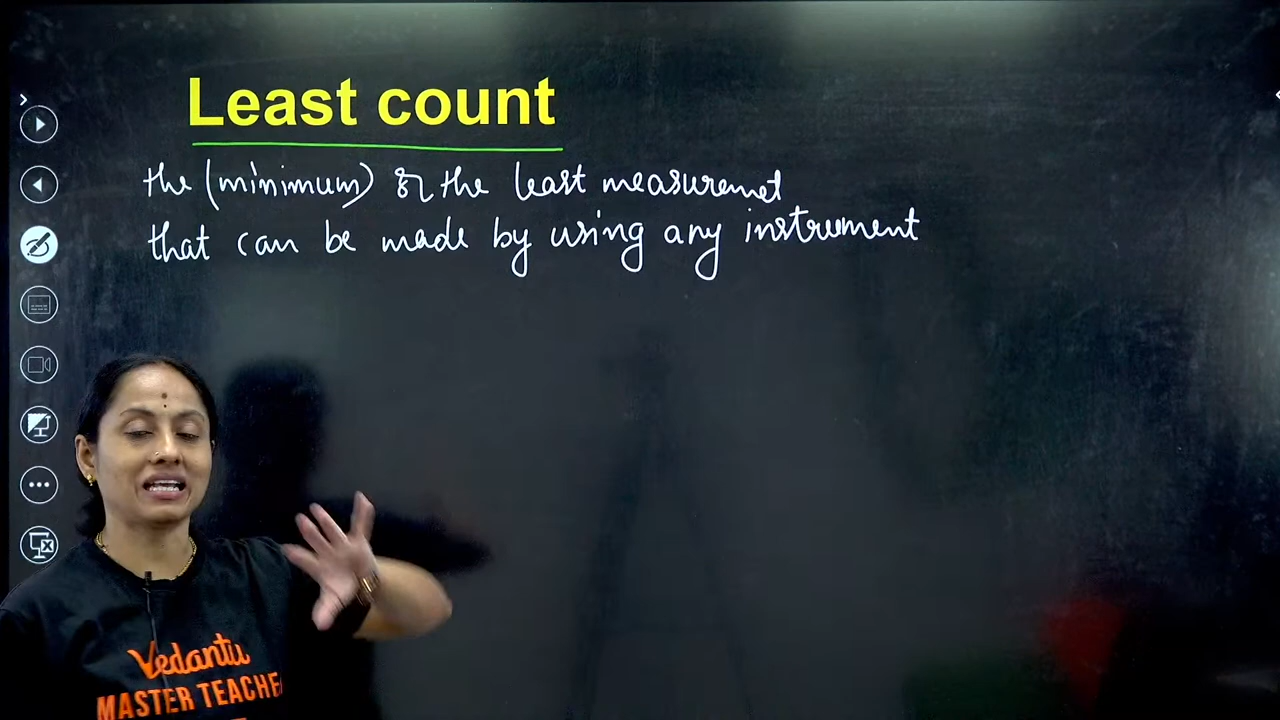 Least count
the (minimum) or the least measuremet
that can be made by using any instrument
Vedantu
MASTER TEACHE